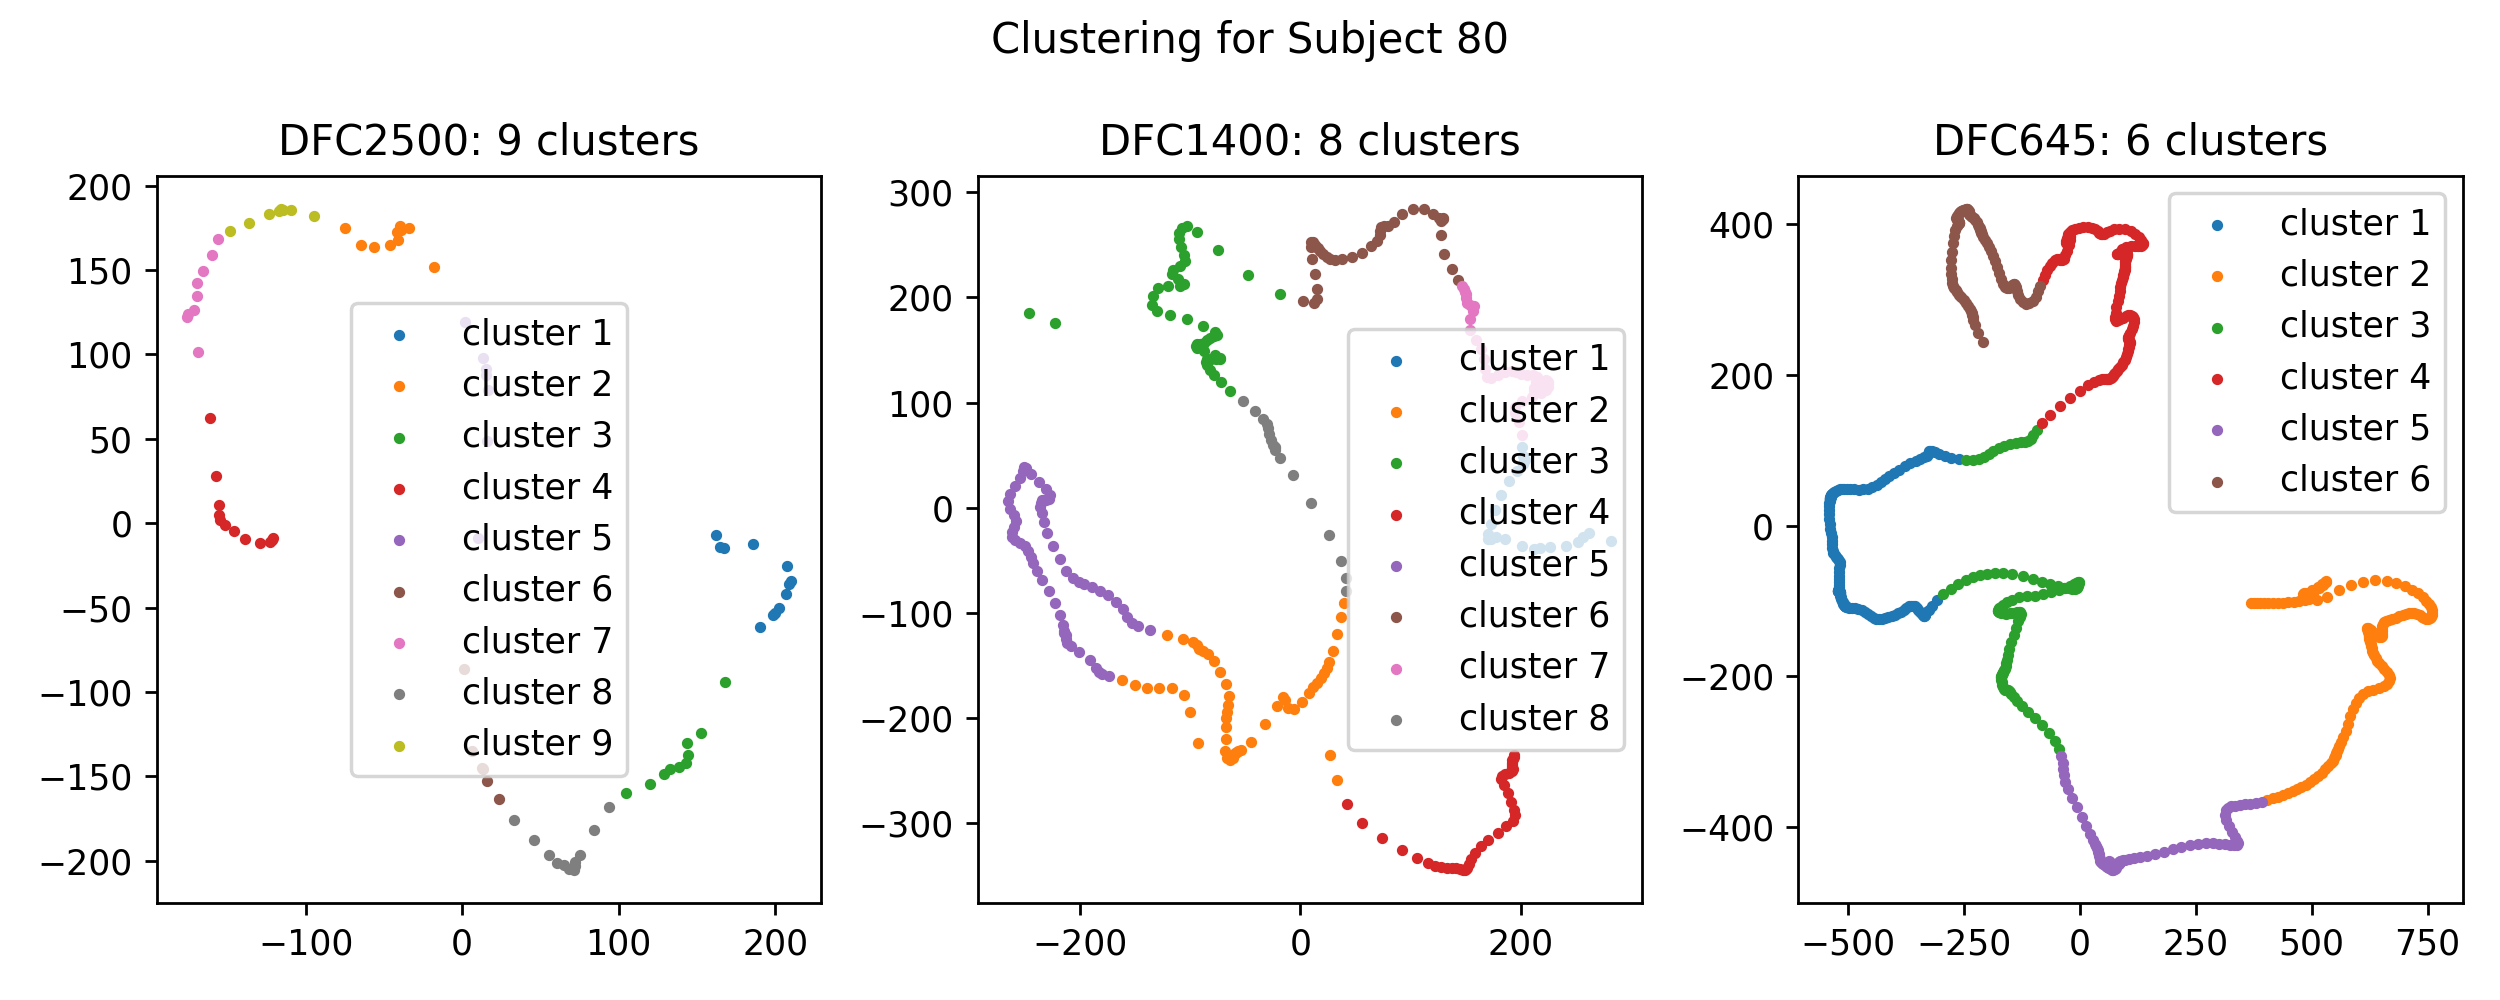 Clustering for Subject 80
DFC2500: 9 clusters
200
150
100
50
0
−50
−100
−150
−200
−100
0
100
200
cluster 1
cluster 2
cluster 3
cluster 4
cluster 5
cluster 6
cluster 7
cluster 8
cluster 9
DFC1400: 8 clusters
300
200
100
0
−100
−200
−300
−200
0
200
cluster 1
cluster 2
cluster 3
cluster 4
cluster 5
cluster 6
cluster 7
cluster 8
DFC645: 6 clusters
400
200
0
−200
−400
−500
−250
0
250
500
750
cluster 1
cluster 2
cluster 3
cluster 4
cluster 5
cluster 6